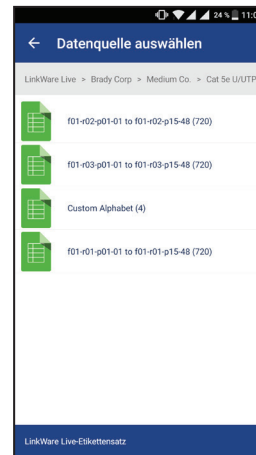 24 % 11:0
Datenquelle auswählen
LinkWare Live > Brady Corp > Medium Co. > Cat 5e U/UTP
f01-r02-p01-01 to f01-r02-p15-48 (720)
f01-r03-p01-01 to f01-r03-p15-48 (720)
Custom Alphabet (4)
f01-r01-p01-01 to f01-r01-p15-48 (720)
LinkWare Live-Etikettensatz